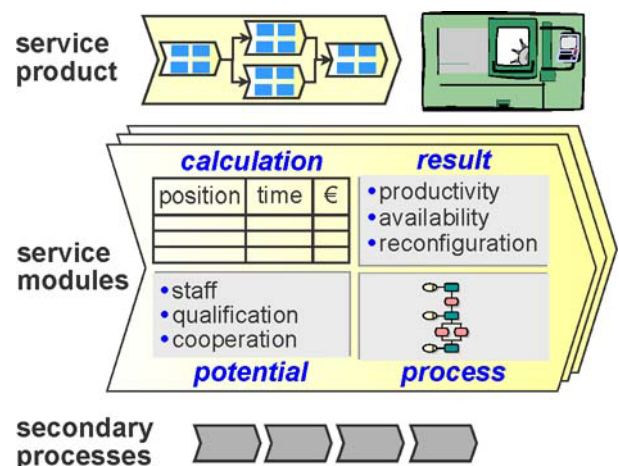 service
product
calculation
result
position time €
• productivity
• availability
• reconfiguration
service
modules
• staff
• qualification
• cooperation
potential
process
secondary
processes